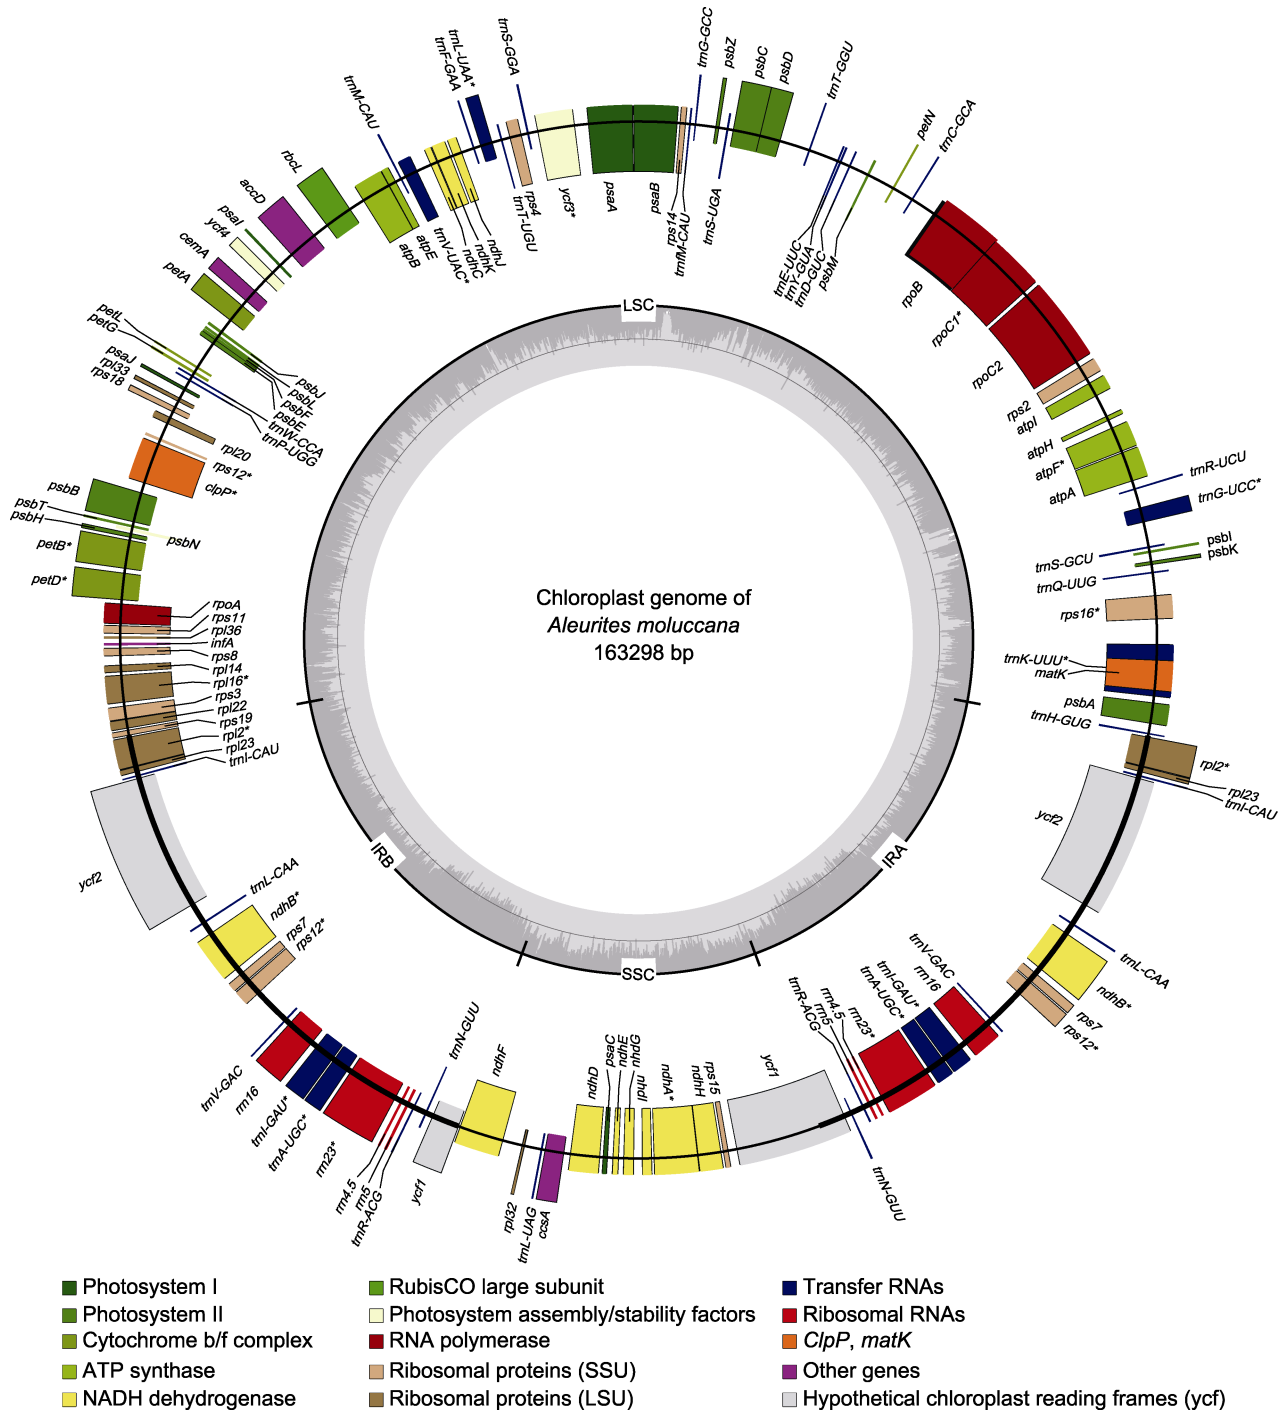 trnG-GCC
psbZ
psbC
psbD
trnT-GGU
petN
trnC-GCA
trnS-GGA
trnL-UAA*
trnF-GAA
trnM-CAU
rbcL
accD
psaI
ycf4
cemA
petA
petL
petG
psaJ
rpl33
rps18
atpB
atpE
trnV-UAC*
ndhC
ndhK
ndhJ
trnT-UGU
rps4
ycf3*
psaA
psaB
rps14
trnfM-CAU
trnS-UGA
trnE-UUC
trnY-GUA
trnD-GUC
psbM
rpoB
rpoC1*
rpoC2
rps2
atpI
atpH
atpF*
atpA
trnR-UCU
trnG-UCC*
trnS-GCU
psbI
psbK
trnQ-UUG
rps16*
trnK-UUU*
matK
psbA
trnH-GUG
psbJ
psbL
psbF
psbE
trnW-CCA
trnP-UGG
rpl20
rps12*
clpP*
psbB
psbT
psbH
psbN
petB*
petD*
rpoA
rps11
rpl36
infA
rps8
rpl14
rpl16*
rps3
rpl22
rps19
rpl2*
rpl23
trnI-CAU
LSC
Chloroplast genome of
Aleurites moluccana
163298 bp
IRB
IRA
SSC
rpl2*
rpl23
trnI-CAU
ycf2
ycf2
trnL-CAA
ndhB*
rps7
rps12*
trnL-CAA
ndhB*
rps7
rps12*
trnV-GAC
rrn16
trnI-GAU*
trnA-UGC*
rrn23*
rrn4.5
rrn5
trnR-ACG
trnV-GAC
rrn16
trnI-GAU*
trnA-UGC*
rrn23*
rrn4.5
rrn5
trnR-ACG
trnN-GUU
ycf1
ndhF
rpl32
trnL-UAG
ccsA
ndhD
psaC
ndhE
nhdG
ndhI
ndhA*
ndhH
rps15
ycf1
trnN-GUU
Photosystem I
Photosystem II
Cytochrome b/f complex
ATP synthase
NADH dehydrogenase
RubisCO large subunit
Photosystem assembly/stability factors
RNA polymerase
Ribosomal proteins (SSU)
Ribosomal proteins (LSU)
Transfer RNAs
Ribosomal RNAs
ClpP, matK
Other genes
Hypothetical chloroplast reading frames (ycf)